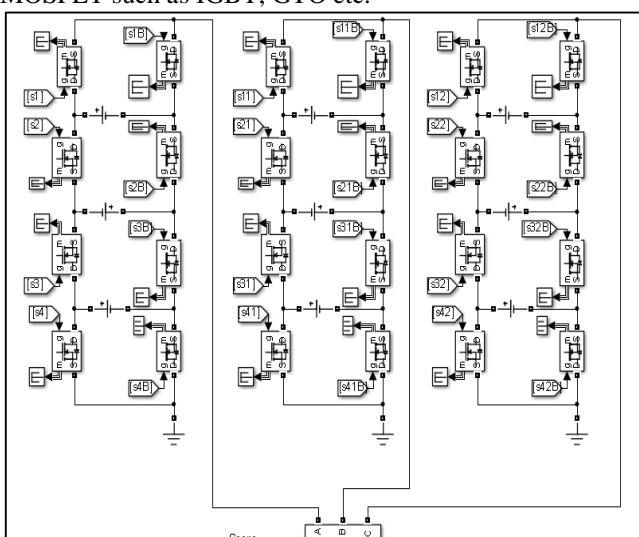 MOSFET such as IGBT, GTO etc.
[s1B] [s11B] [s12B]
[s1] [s11] [s12]
[s2] [s21] [s22]
[s2B] [s21B] [s22B]
[s3B] [s31B] [s32B]
[s3] [s31] [s32]
[s4] [s41] [s42]
[s4B] [s41B] [s42B]
A B C